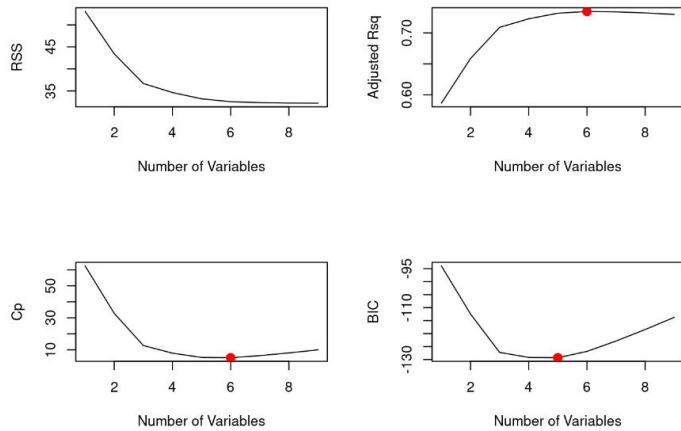 RSS
35 45
2 4 6 8
Number of Variables
Adjusted Rsq
0.60 0.70
2 4 6 8
Number of Variables
Cp
10 30 50
2 4 6 8
Number of Variables
BIC
-130 -110 -95
2 4 6 8
Number of Variables